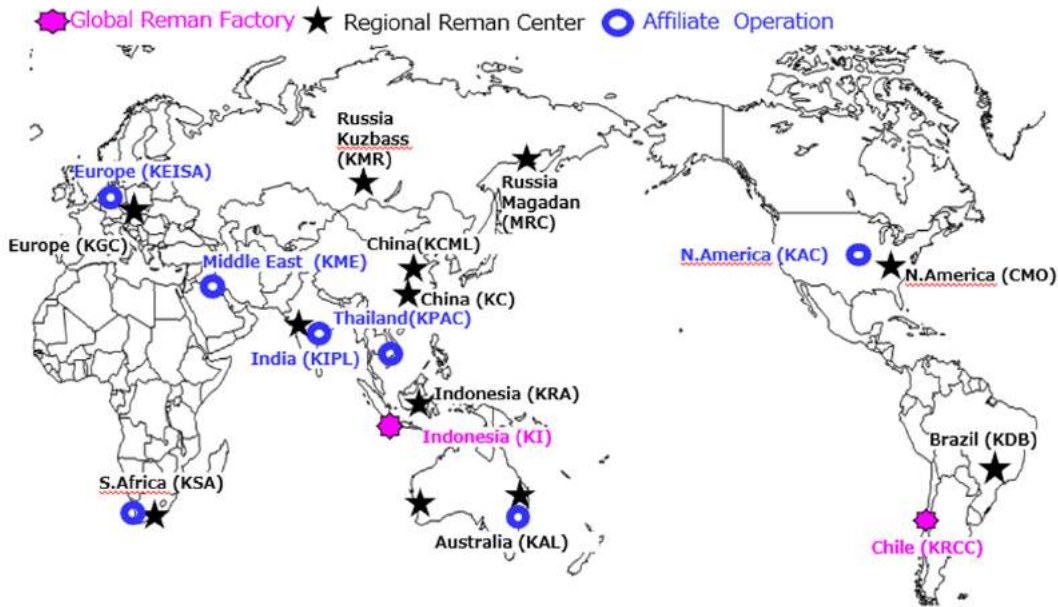 Global Reman Factory
Regional Reman Center
Affiliate Operation
Russia
Kuzbass
(KMR)
Europe (KEISA)
Russia
Magadan
(MRC)
Europe (KGC)
China(KCML)
Middle East (KME)
N.America (KAC)
N.America (CMO)
China (KC)
Thailand(KPAC)
India (KIPL)
Indonesia (KRA)
Indonesia (KI)
Brazil (KDB)
S.Africa (KSA)
Australia (KAL)
Chile (KRCC)